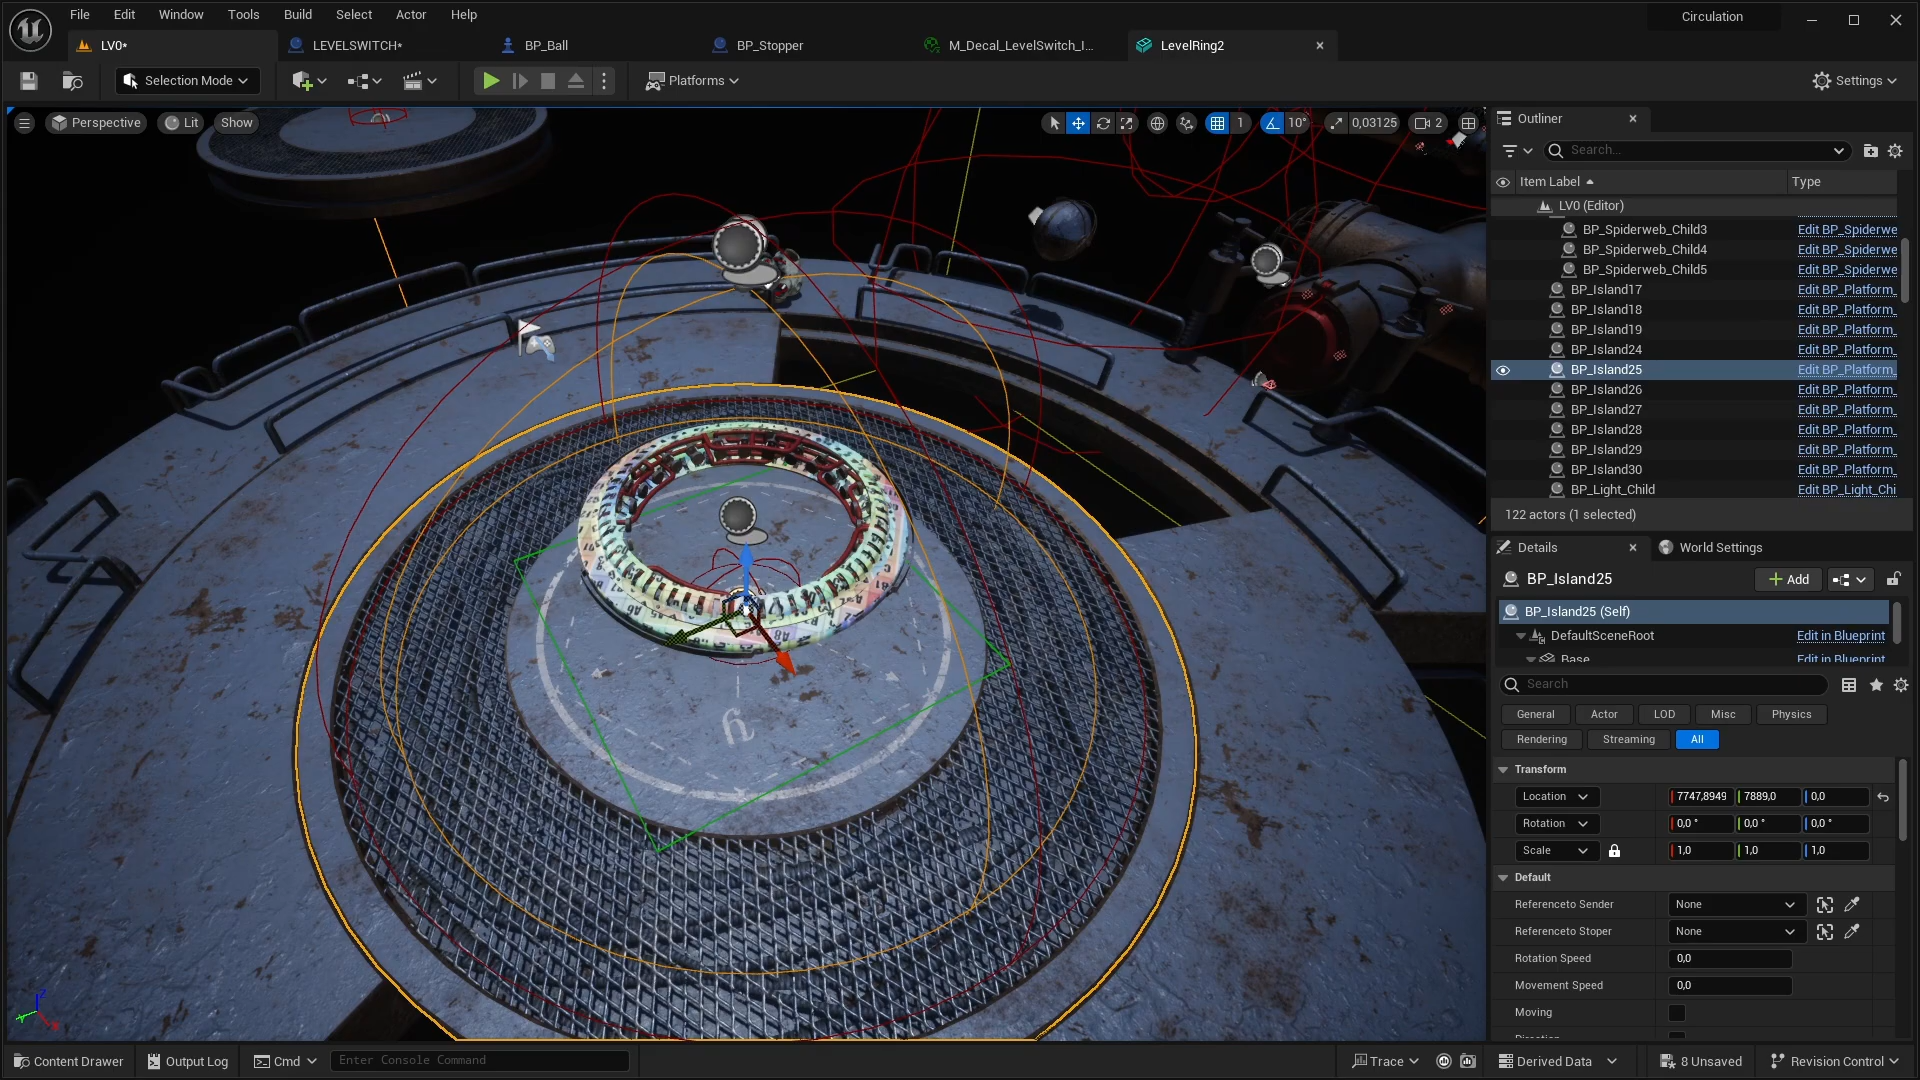 File Edit Window Tools Build Select Actor Help
Circulation
LV0*
LEVELSWITCH*
BP_Ball
BP_Stopper
M_Decal_LevelSwitch_I...
LevelRing2
Selection Mode
Platforms
Settings
Perspective
Lit
Show
1
10°
0,03125
2
Outliner
Search...
Item Label
Type
LV0 (Editor)
BP_Spiderweb_Child3 Edit BP_Spiderwe
BP_Spiderweb_Child4 Edit BP_Spiderwe
BP_Spiderweb_Child5 Edit BP_Spiderwe
BP_Island17 Edit BP_Platform_
BP_Island18 Edit BP_Platform_
BP_Island19 Edit BP_Platform_
BP_Island24 Edit BP_Platform_
BP_Island25 Edit BP_Platform_
BP_Island26 Edit BP_Platform_
BP_Island27 Edit BP_Platform_
BP_Island28 Edit BP_Platform_
BP_Island29 Edit BP_Platform_
BP_Island30 Edit BP_Platform_
BP_Light_Child Edit BP_Light_Chi
122 actors (1 selected)
Details
World Settings
BP_Island25
Add
BP_Island25 (Self)
DefaultSceneRoot Edit in Blueprint
Base Edit in Blueprint
Search
General Actor LOD Misc Physics
Rendering Streaming All
Transform
Location 7747,8949 7889,0 0,0
Rotation 0,0 ° 0,0 ° 0,0 °
Scale 1,0 1,0 1,0
Default
Referenceto Sender None
Referenceto Stoper None
Rotation Speed 0,0
Movement Speed 0,0
Moving
Direction
Content Drawer
Output Log
Cmd
Enter Console Command
Trace
Derived Data
8 Unsaved
Revision Control